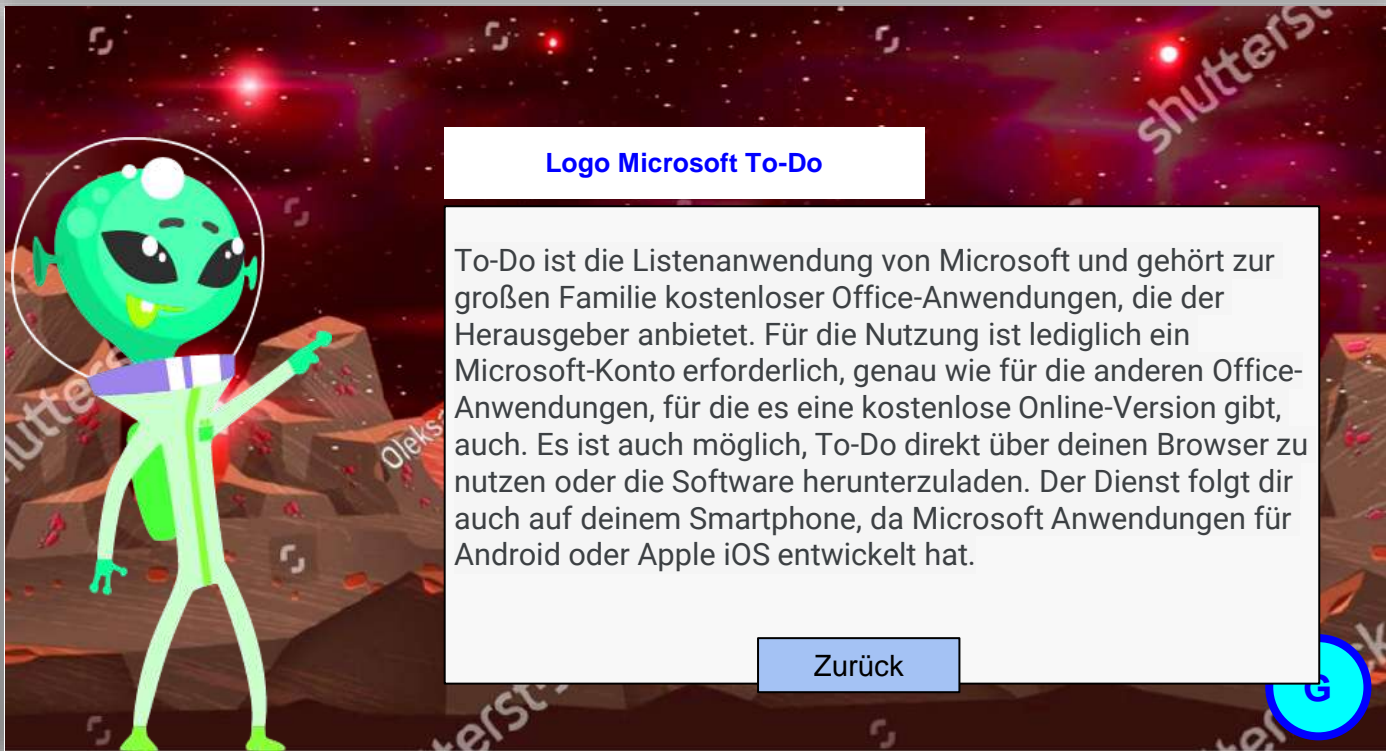 shutterst
Logo Microsoft To-Do
To-Do ist die Listenanwendung von Microsoft und gehört zur
großen Familie kostenloser Office-Anwendungen, die der
Herausgeber anbietet. Für die Nutzung ist lediglich ein
Microsoft-Konto erforderlich, genau wie für die anderen Office-
Anwendungen, für die es eine kostenlose Online-Version gibt,
auch. Es ist auch möglich, To-Do direkt über deinen Browser zu
nutzen oder die Software herunterzuladen. Der Dienst folgt dir
auch auf deinem Smartphone, da Microsoft Anwendungen für
Android oder Apple iOS entwickelt hat.
Zurück
G